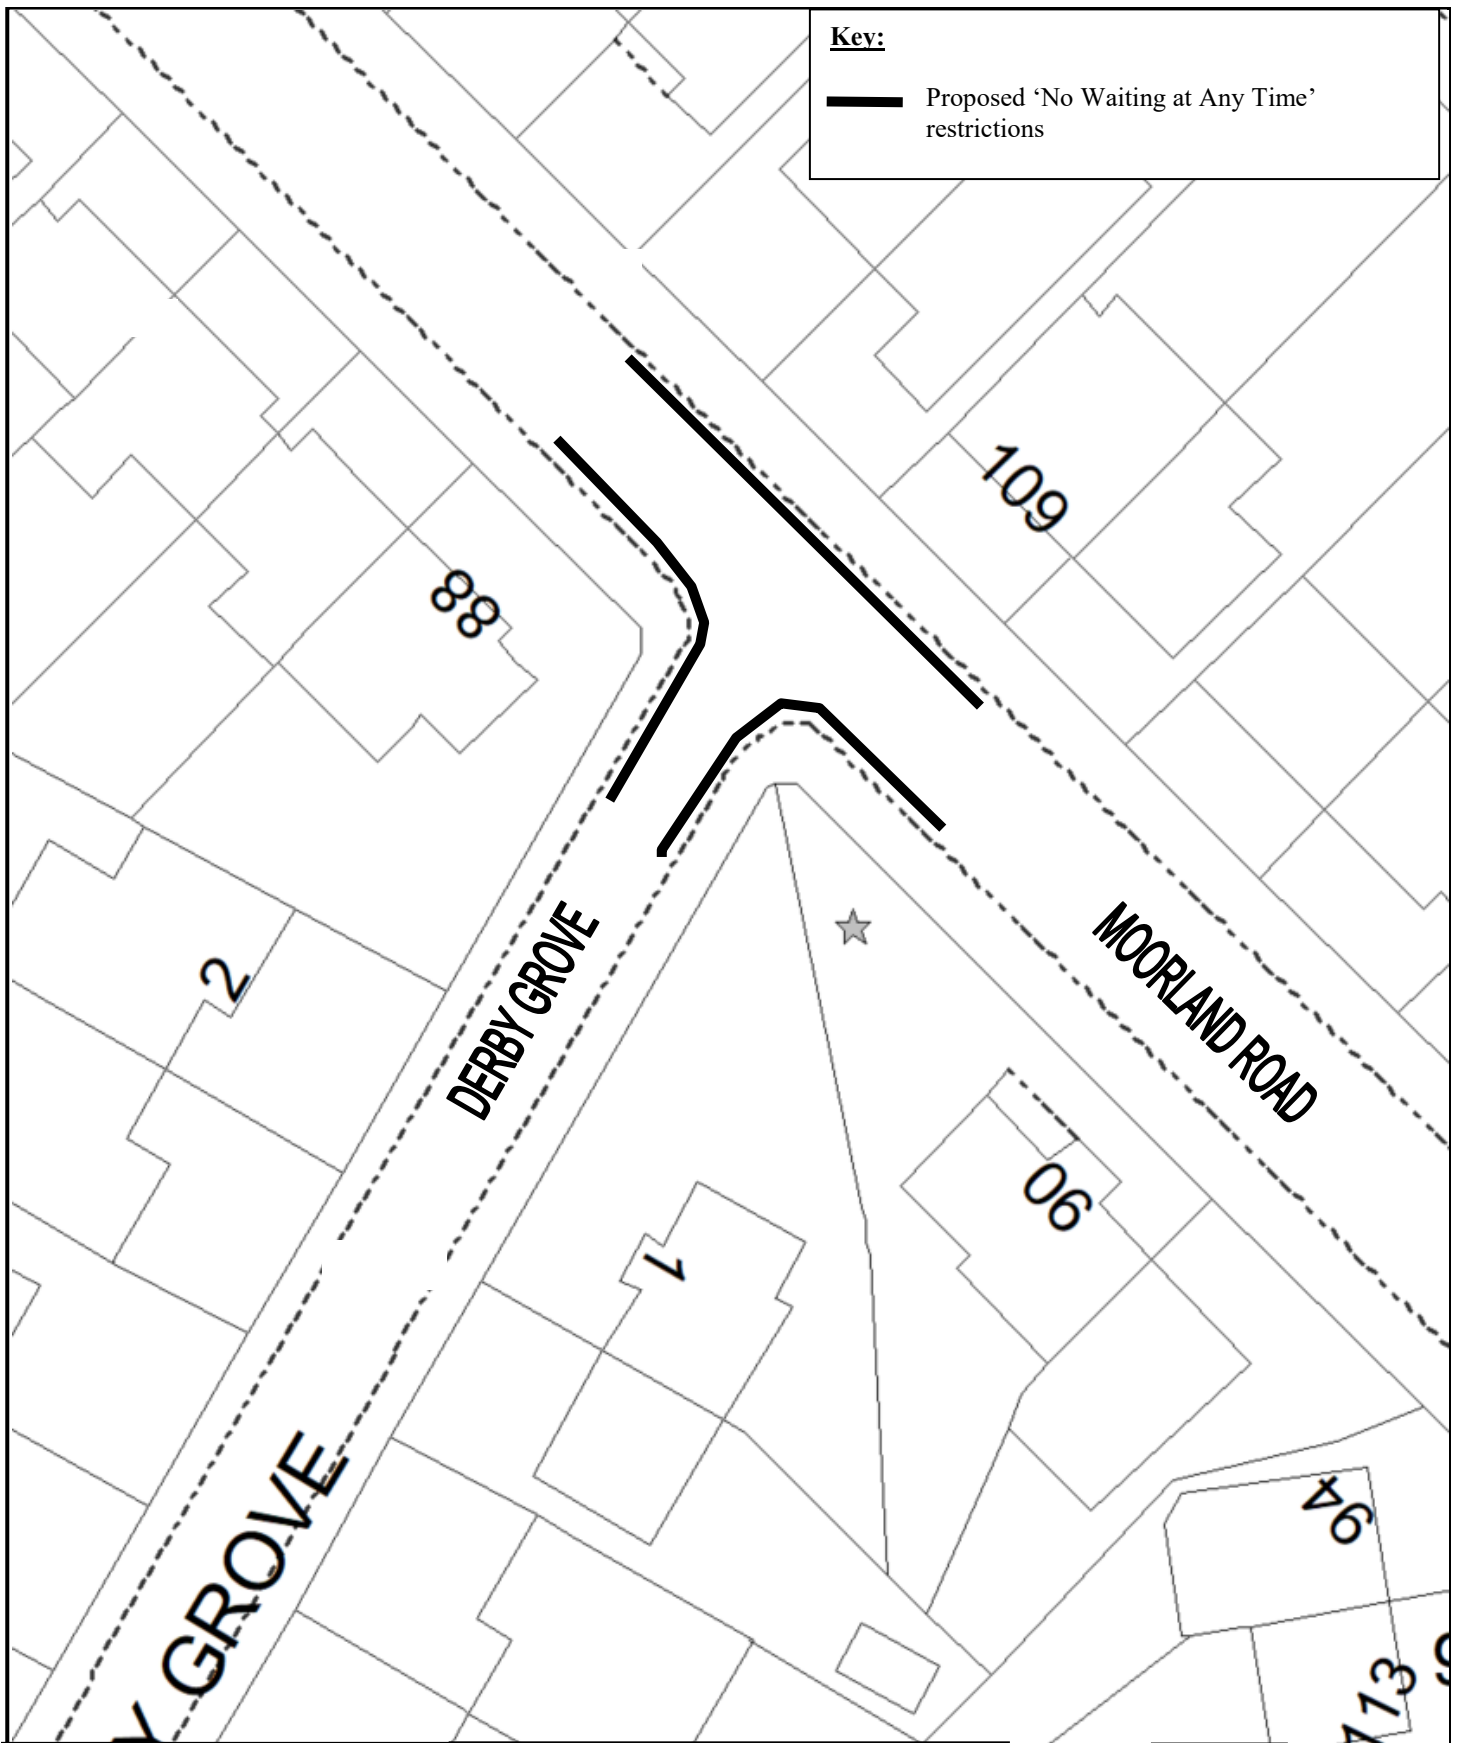 Key:
Proposed ‘No Waiting at Any Time’
restrictions
109
88
2
DERBY GROVE
MOORLAND ROAD
90
1
94
Y GROVE
113